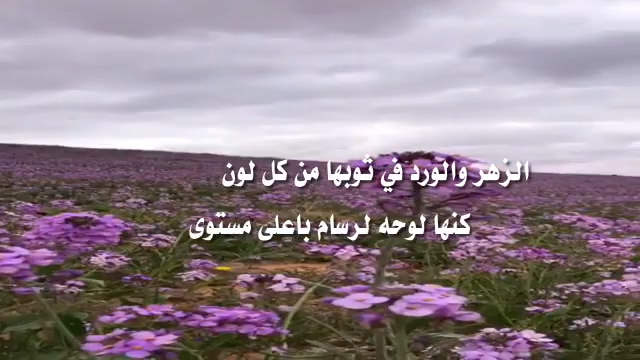 الزهر والورد في ثوبها من كل لون
كنها لوحه لرسام باعلى مستوى